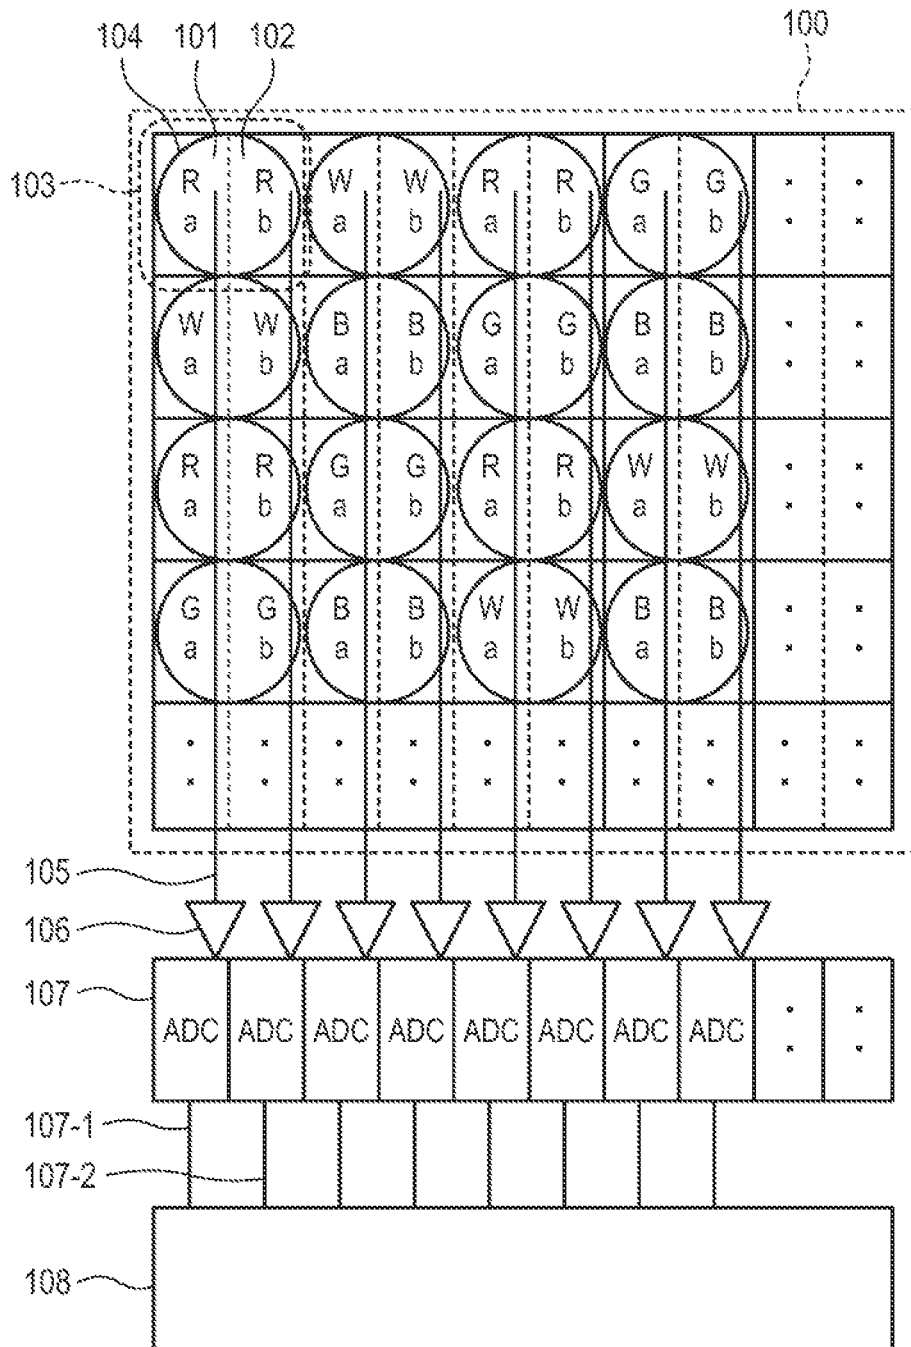 100
104 101 102
103
R R W W R R G G
a b a b a b a b
W W B B G G B B
a b a b a b a b
R R G G R R W W
a b a b a b a b
G G B B W W B B
a b a b a b a b
105
106
107
ADC ADC ADC ADC ADC ADC ADC ADC
107-1
107-2
108